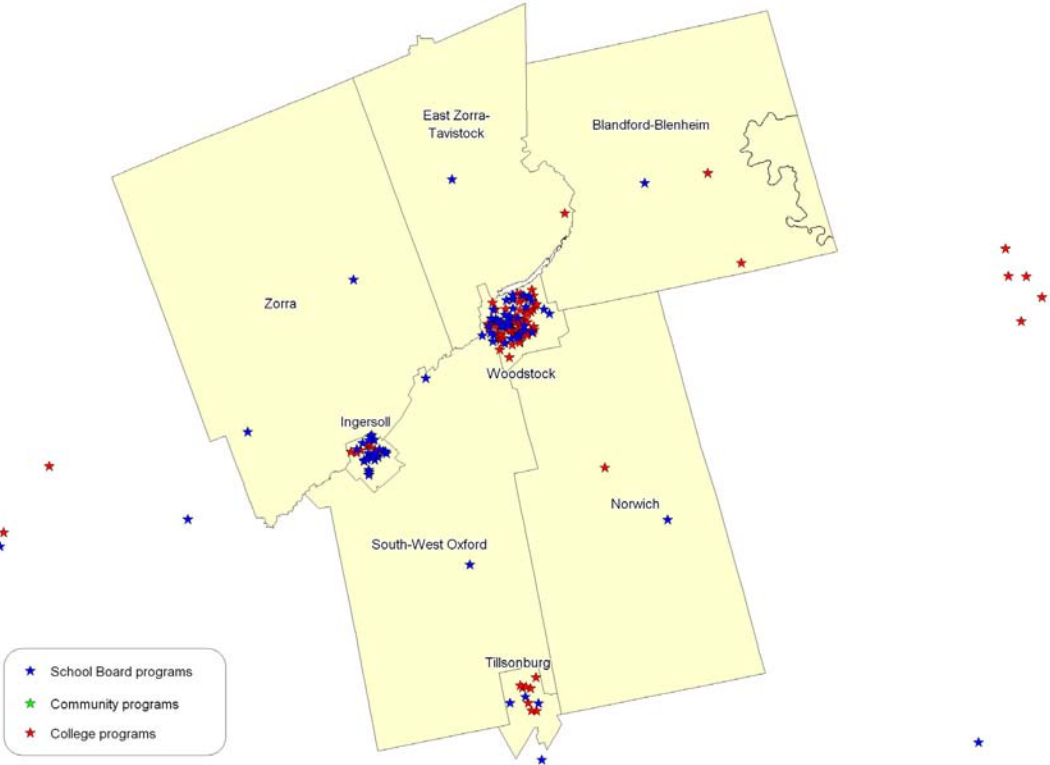 East Zorra-
Tavistock
Blandford-Blenheim
Zorra
Woodstock
Ingersoll
Norwich
South-West Oxford
Tillsonburg
School Board programs
Community programs
College programs